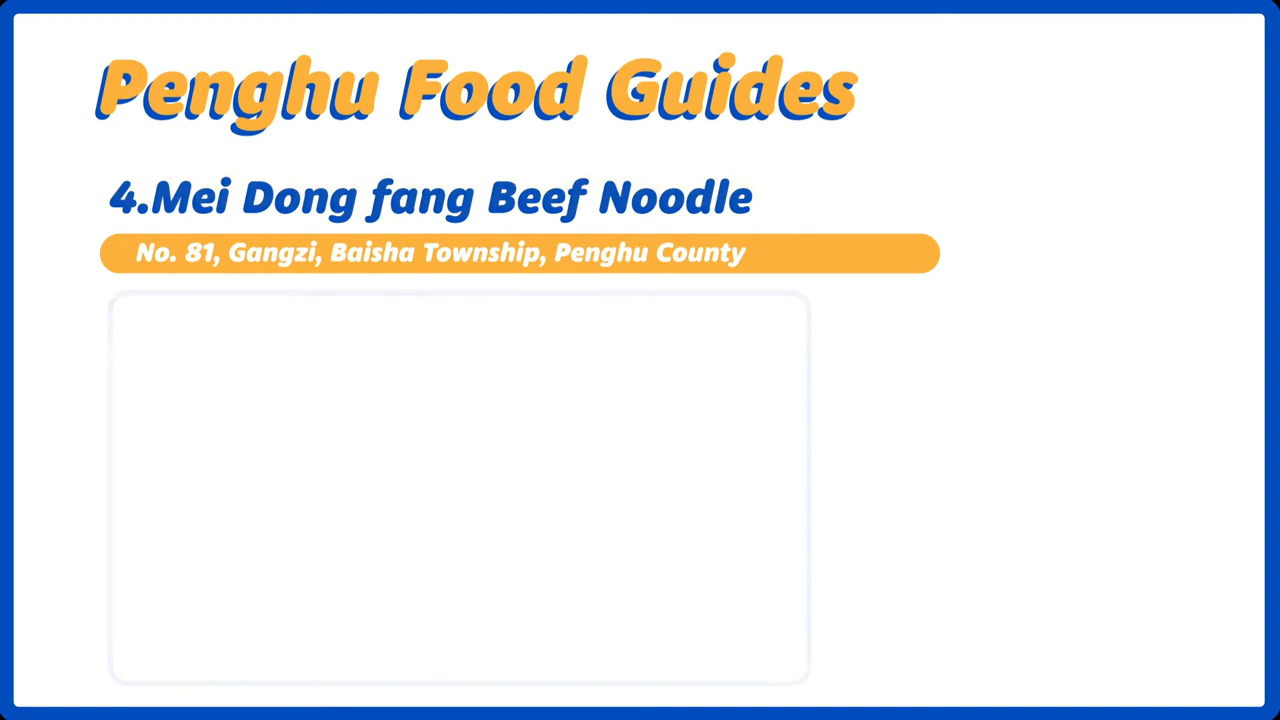 Penghu Food Guides
4.Mei Dong fang Beef Noodle
No. 81, Gangzi, Baisha Township, Penghu County